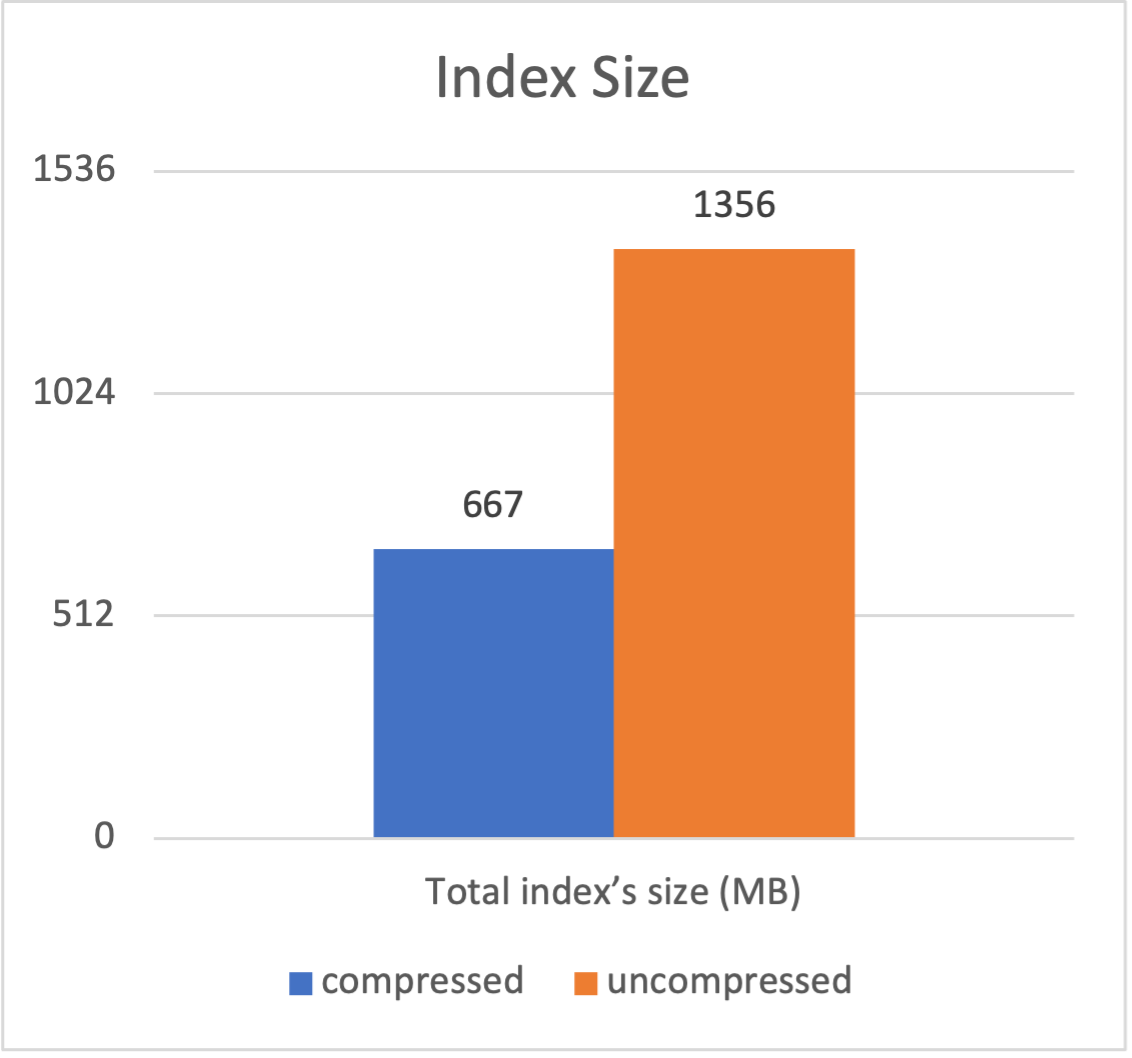 Index Size
1536
1356
1024
667
512
0
Total index’s size (MB)
compressed uncompressed